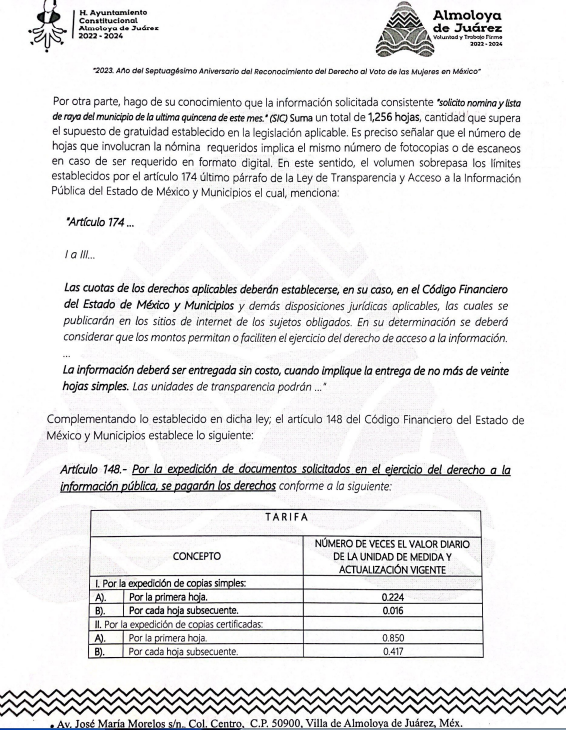 H. Ayuntamiento
Constitucional
Almoloya de Juárez
2022 - 2024
Almoloya
de Juárez
Voluntad y Trabajo Firme
2022 - 2024
"2023. Año del Septuagésimo Aniversario del Reconocimiento del Derecho al Voto de las Mujeres en México"
Por otra parte, hago de su conocimiento que la información solicitada consistente "solicito nomina y lista
de raya del municipio de la ultima quincena de este mes." (SIC) Suma un total de 1,256 hojas, cantidad que supera
el supuesto de gratuidad establecido en la legislación aplicable. Es preciso señalar que el número de
hojas que involucran la nómina requeridos implica el mismo número de fotocopias o de escaneos
en caso de ser requerido en formato digital. En este sentido, el volumen sobrepasa los límites
establecidos por el artículo 174 último párrafo de la Ley de Transparencia y Acceso a la Información
Pública del Estado de México y Municipios el cual, menciona:
"Artículo 174 ...
I a III...
Las cuotas de los derechos aplicables deberán establecerse, en su caso, en el Código Financiero
del Estado de México y Municipios y demás disposiciones jurídicas aplicables, las cuales se
publicarán en los sitios de internet de los sujetos obligados. En su determinación se deberá
considerar que los montos permitan o faciliten el ejercicio del derecho de acceso a la información.
...
La información deberá ser entregada sin costo, cuando implique la entrega de no más de veinte
hojas simples. Las unidades de transparencia podrán ..."
Complementando lo establecido en dicha ley; el artículo 148 del Código Financiero del Estado de
México y Municipios establece lo siguiente:
Artículo 148.- Por la expedición de documentos solicitados en el ejercicio del derecho a la
información pública, se pagarán los derechos conforme a la siguiente:
TARIFA
CONCEPTO
NÚMERO DE VECES EL VALOR DIARIO
DE LA UNIDAD DE MEDIDA Y
ACTUALIZACIÓN VIGENTE
I. Por la expedición de copias simples:
A). Por la primera hoja. 0.224
B). Por cada hoja subsecuente. 0.016
II. Por la expedición de copias certificadas:
A). Por la primera hoja. 0.850
B). Por cada hoja subsecuente. 0.417
• Av. José María Morelos s/n., Col. Centro, C.P. 50900, Villa de Almoloya de Juárez, Méx.